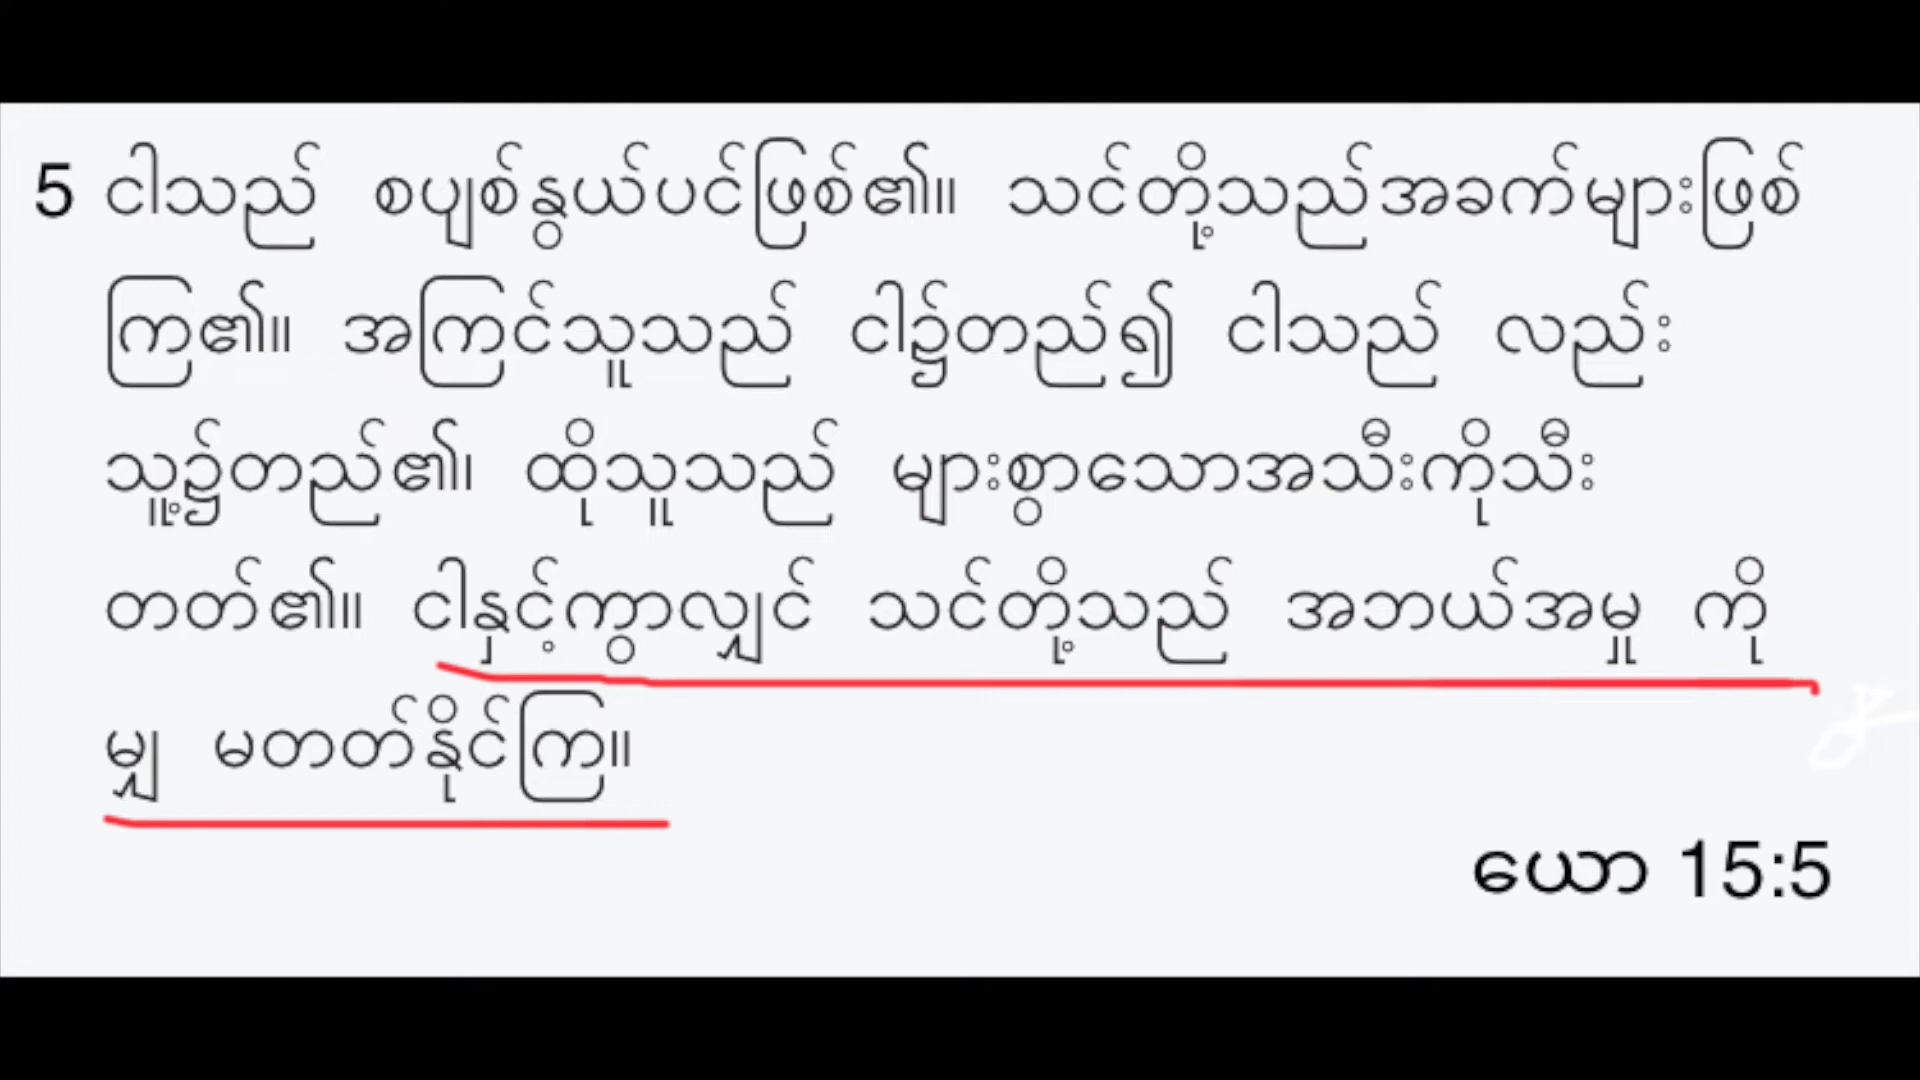 5 ငါသည် စပျစ်နွယ်ပင်ဖြစ်၏။ သင်တို့သည်အခက်များဖြစ်
ကြ၏။ အကြင်သူသည် ငါ၌တည်၍ ငါသည် လည်း
သူ့၌တည်၏၊ ထိုသူသည် များစွာသောအသီးကိုသီး
တတ်၏။ ငါနှင့်ကွာလျှင် သင်တို့သည် အဘယ်အမှု ကို
မျှ မတတ်နိုင်ကြ။
ယော 15:5